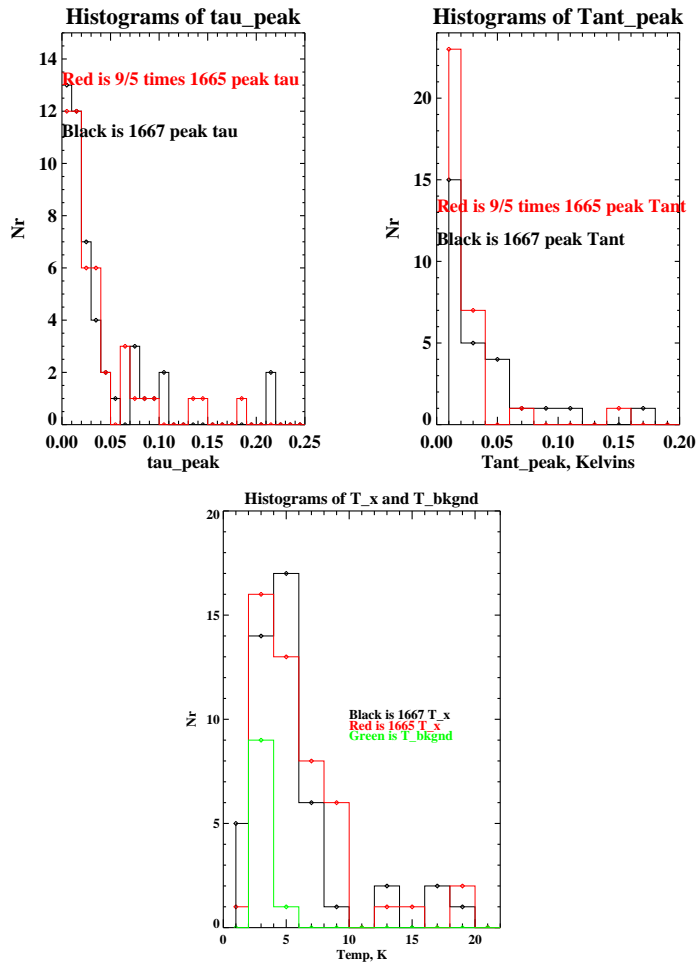 Histograms of tau_peak
14
12
10
8
6
4
2
0
Nr
Red is 9/5 times 1665 peak tau
Black is 1667 peak tau
0.00 0.05 0.10 0.15 0.20 0.25
tau_peak
Histograms of Tant_peak
20
15
10
5
0
Nr
Red is 9/5 times 1665 peak Tant
Black is 1667 peak Tant
0.00 0.05 0.10 0.15 0.20
Tant_peak, Kelvins
Histograms of T_x and T_bkgnd
20
15
10
5
0
Nr
Black is 1667 T_x
Red is 1665 T_x
Green is T_bkgnd
0 5 10 15 20
Temp, K